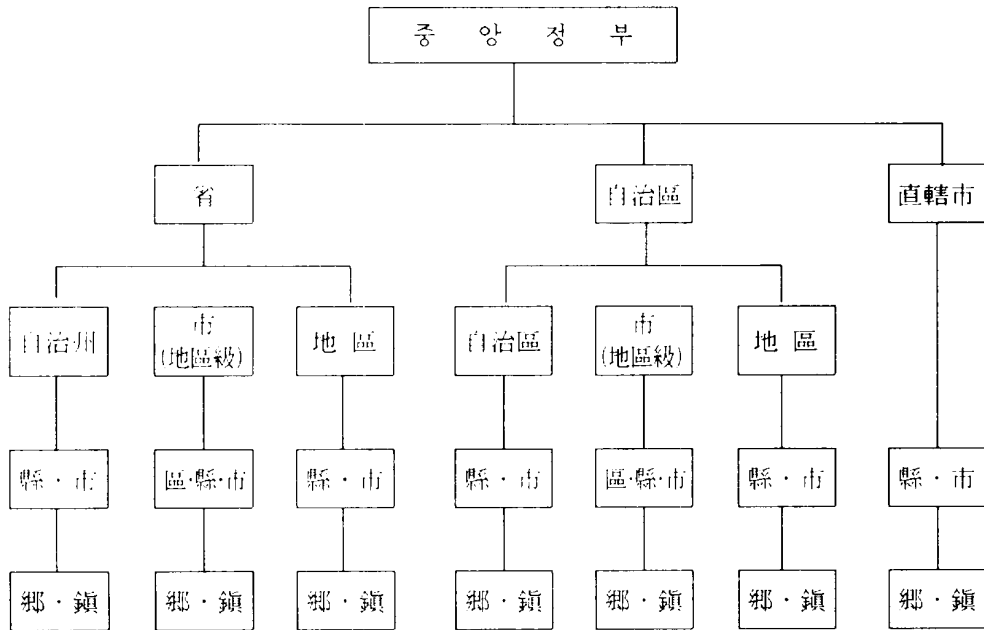 중 앙 정 부
省
自治區
直轄市
自治州
市
(地區級)
地 區
自治區
市
(地區級)
地 區
縣 · 市
區·縣·市
縣 · 市
縣 · 市
區·縣·市
縣 · 市
縣 · 市
鄕 · 鎭
鄕 · 鎭
鄕 · 鎭
鄕 · 鎭
鄕 · 鎭
鄕 · 鎭
鄕 · 鎭